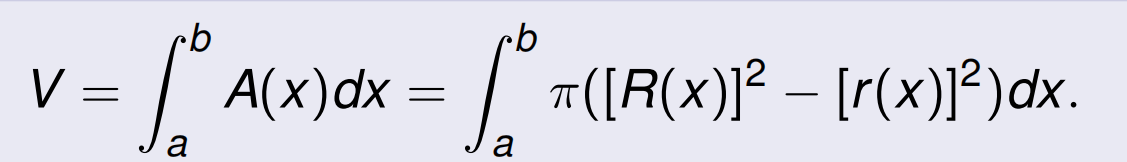 V = ∫_a^b A(x)dx = ∫_a^b π([R(x)]² − [r(x)]²)dx.